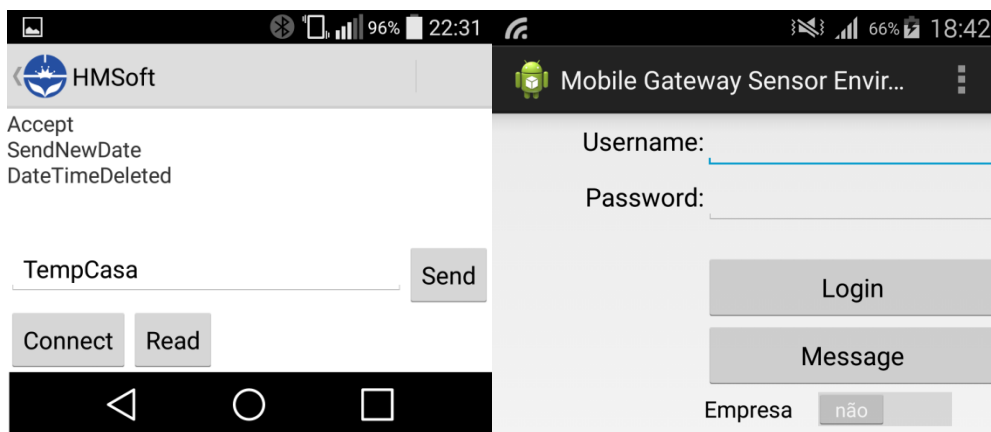 96% 22:31
HMSoft
Accept
SendNewDate
DateTimeDeleted
TempCasa
Send
Connect Read
66% 18:42
Mobile Gateway Sensor Envir...
Username:
Password:
Login
Message
Empresa não